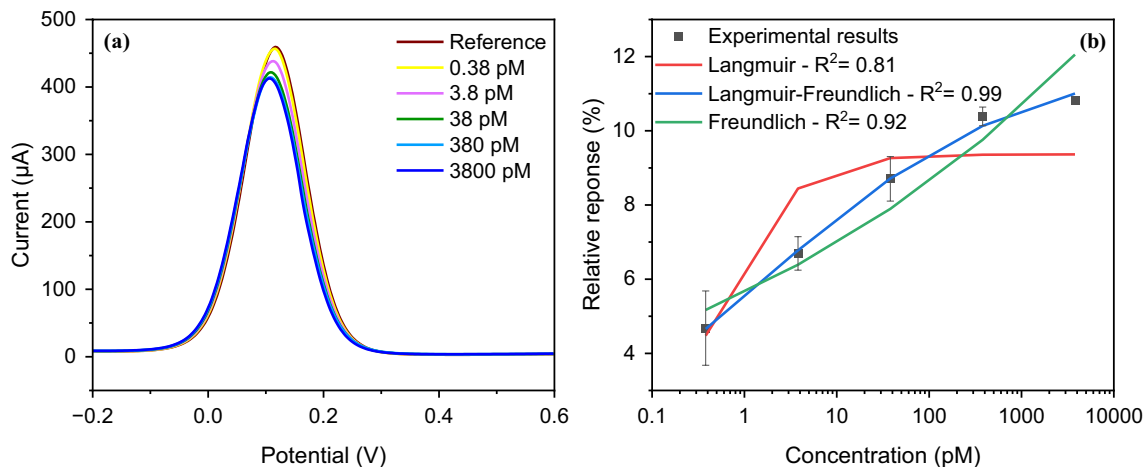 (a)
Reference
0.38 pM
3.8 pM
38 pM
380 pM
3800 pM
500
400
300
200
100
0
−0.2
0.0
0.2
0.4
0.6
Current (μA)
Potential (V)
(b)
Experimental results
Langmuir - R²= 0.81
Langmuir-Freundlich - R²= 0.99
Freundlich - R²= 0.92
12
10
8
6
4
0.1
1
10
100
1000
10000
Relative reponse (%)
Concentration (pM)